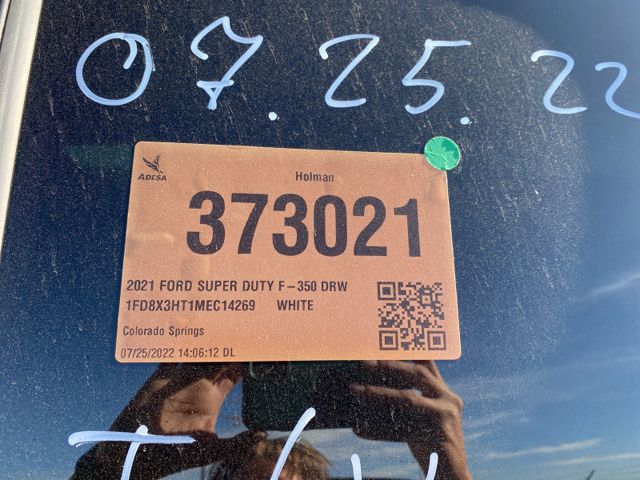 07.25.22
ADESA
Holman
373021
2021 FORD SUPER DUTY F-350 DRW
1FD8X3HT1MEC14269 WHITE
Colorado Springs
07/25/2022 14:06:12 DL